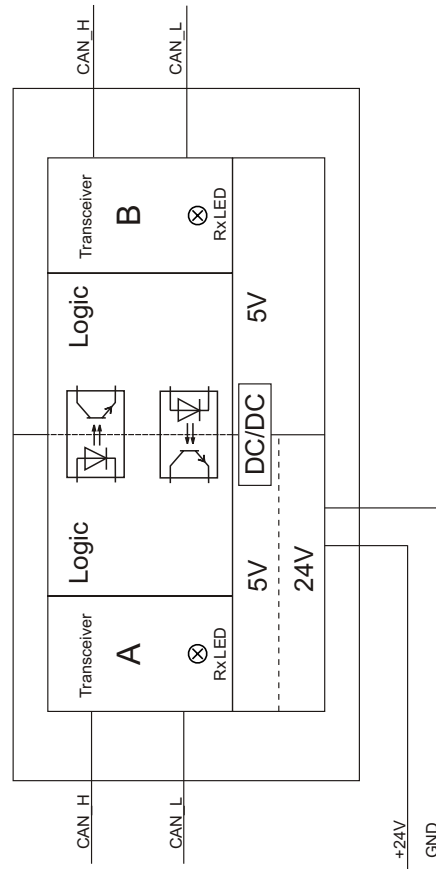 CAN_H
CAN_L
Transceiver
A
RxLED
Logic
Logic
Transceiver
B
RxLED
CAN_H
CAN_L
5V
DC/DC
5V
24V
+24V
GND